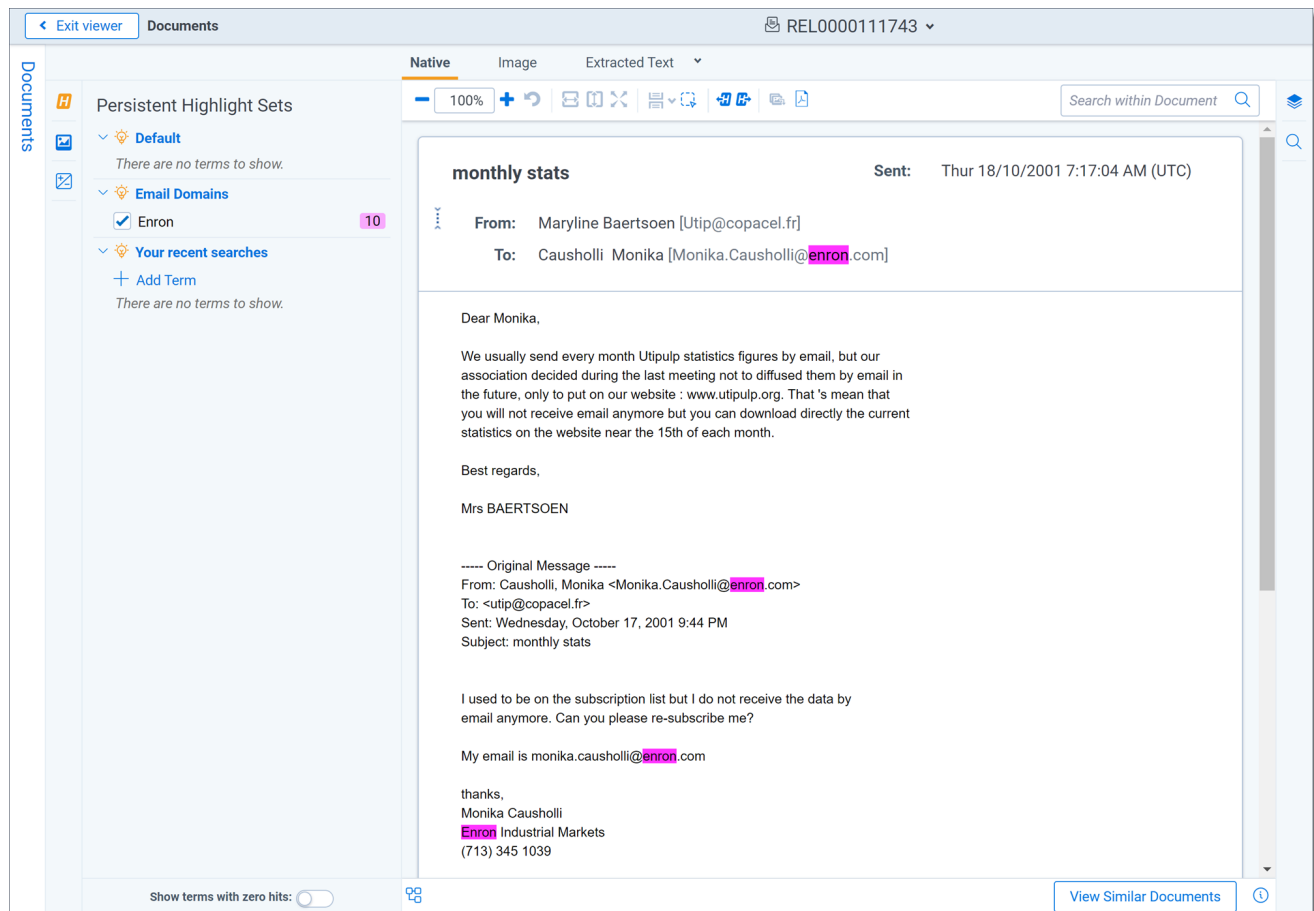 Exit viewer
Documents
REL0000111743
Documents
Native
Image
Extracted Text
100%
Search within Document
Persistent Highlight Sets
Default
There are no terms to show.
Email Domains
Enron
10
Your recent searches
Add Term
There are no terms to show.
Show terms with zero hits:
monthly stats
Sent: Thur 18/10/2001 7:17:04 AM (UTC)
From: Maryline Baertsoen [Utip@copacel.fr]
To: Causholli Monika [Monika.Causholli@enron.com]
Dear Monika,
We usually send every month Utipulp statistics figures by email, but our
association decided during the last meeting not to diffused them by email in
the future, only to put on our website : www.utipulp.org. That 's mean that
you will not receive email anymore but you can download directly the current
statistics on the website near the 15th of each month.
Best regards,
Mrs BAERTSOEN
----- Original Message -----
From: Causholli, Monika <Monika.Causholli@enron.com>
To: <utip@copacel.fr>
Sent: Wednesday, October 17, 2001 9:44 PM
Subject: monthly stats
I used to be on the subscription list but I do not receive the data by
email anymore. Can you please re-subscribe me?
My email is monika.causholli@enron.com
thanks,
Monika Causholli
Enron Industrial Markets
(713) 345 1039
View Similar Documents